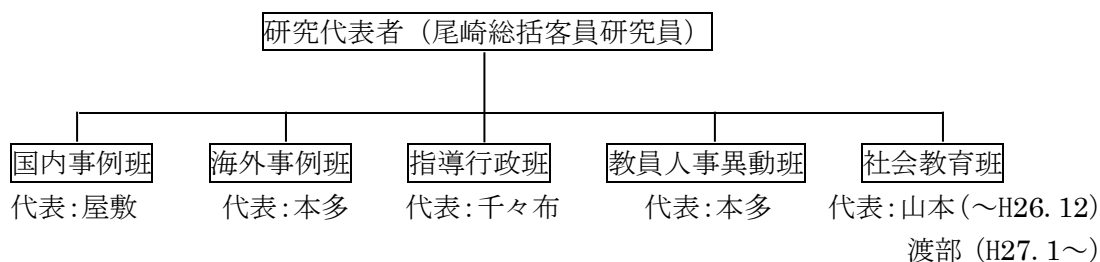 研究代表者（尾崎総括客員研究員）
国内事例班 海外事例班 指導行政班 教員人事異動班 社会教育班
代表:屋敷 代表:本多 代表:千々布 代表:本多 代表:山本(～H26.12)
渡部（H27.1～)